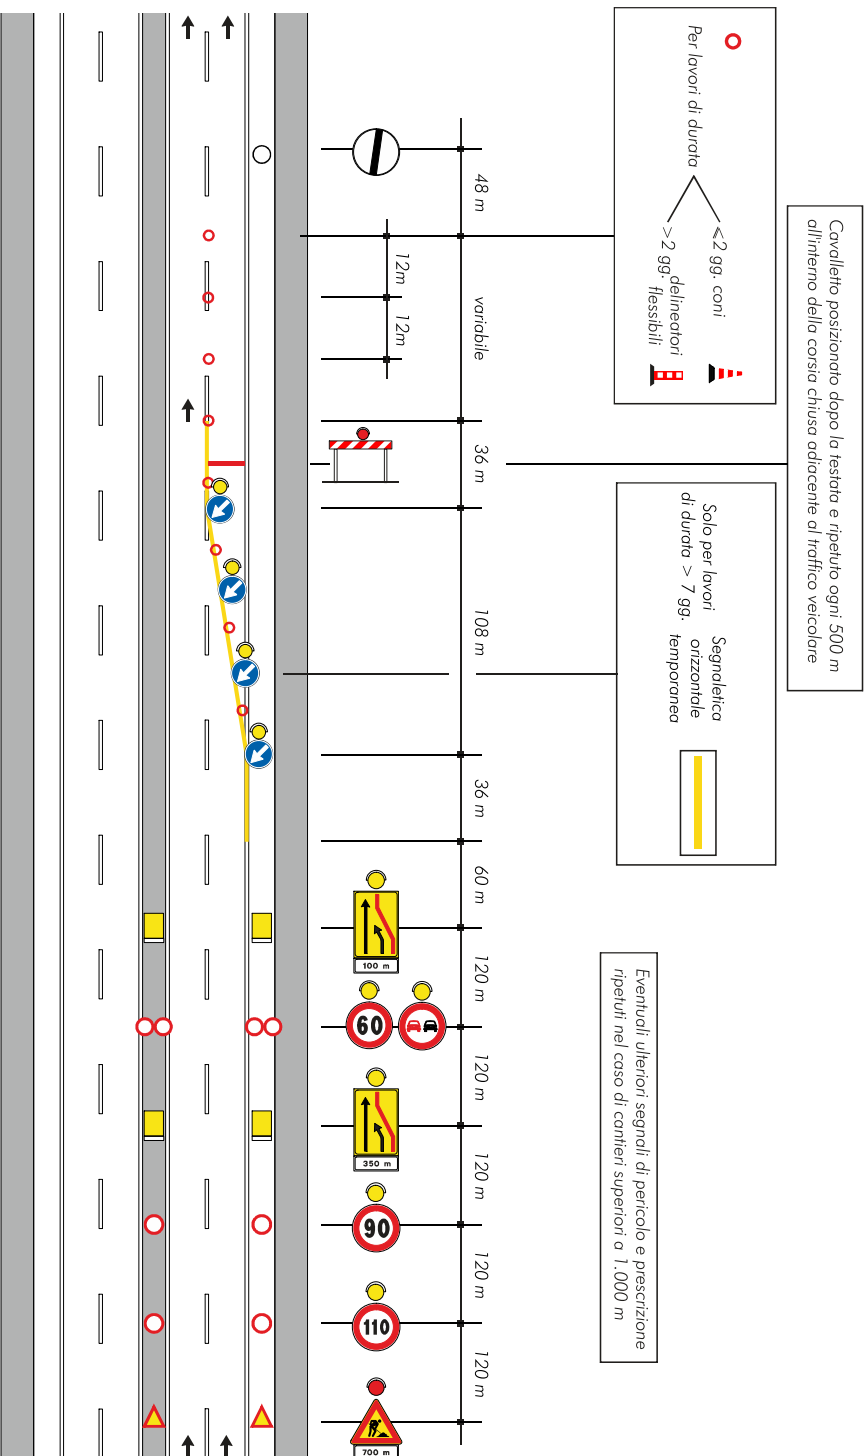 Per lavori di durata
⩽2 gg. coni
>2 gg. delineatori
flessibili
Cavalletto posizionato dopo la testata e ripetuto ogni 500 m
all'interno della corsia chiusa adiacente al traffico veicolare
Solo per lavori
di durata > 7 gg.
Segnaletica
orizzontale
temporanea
Eventuali ulteriori segnali di pericolo e prescrizione
ripetuti nel caso di cantieri superiori a 1.000 m
48 m
variabile
36 m
108 m
36 m
60 m
120 m
120 m
120 m
120 m
120 m
12m
12m
100 m
60
350 m
90
110
700 m